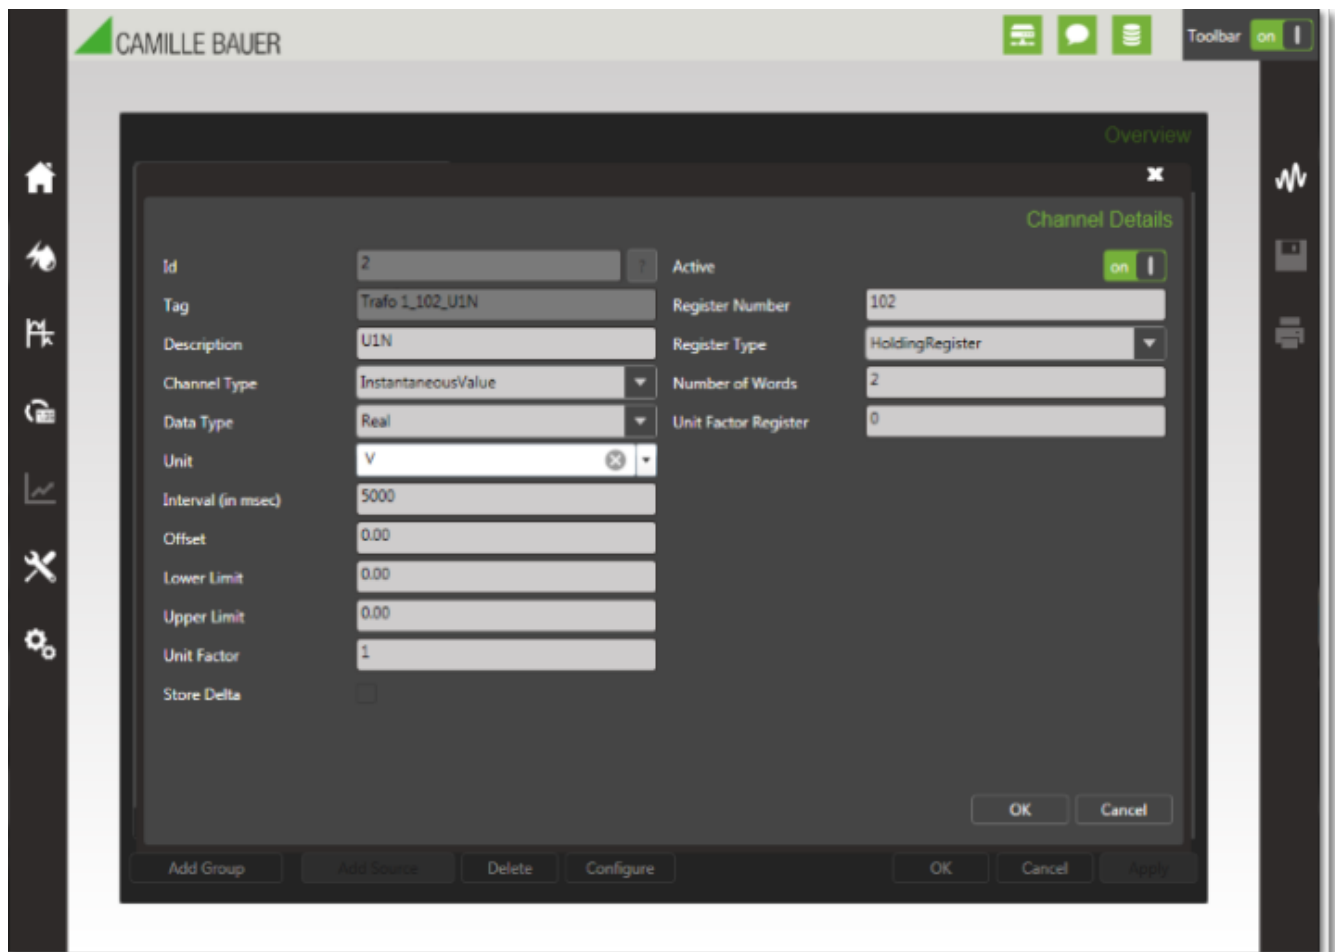 CAMILLE BAUER
Toolbar on
Overview
Channel Details
Id 2 ? Active on
Tag Trafo 1_102_U1N Register Number 102
Description U1N Register Type HoldingRegister
Channel Type InstantaneousValue Number of Words 2
Data Type Real Unit Factor Register 0
Unit V
Interval (in msec) 5000
Offset 0.00
Lower Limit 0.00
Upper Limit 0.00
Unit Factor 1
Store Delta
OK Cancel
Add Group Add Source Delete Configure OK Cancel Apply